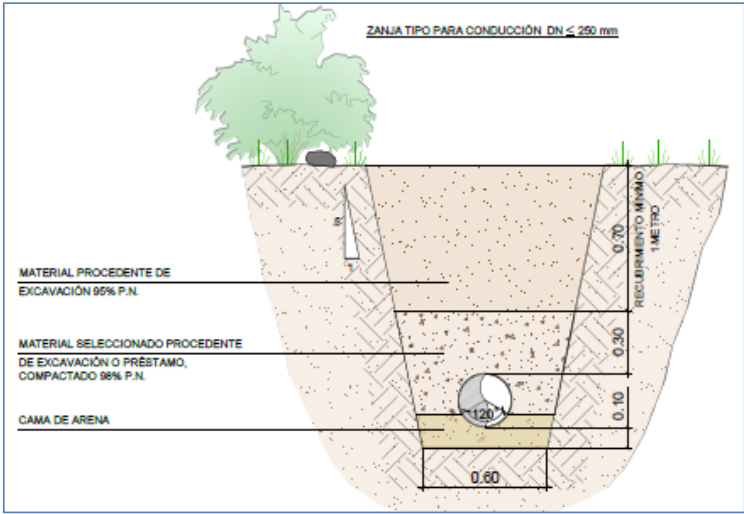 ZANJA TIPO PARA CONDUCCIÓN DN ≤ 250 mm
5
1
MATERIAL PROCEDENTE DE
EXCAVACIÓN 95% P.N.
MATERIAL SELECCIONADO PROCEDENTE
DE EXCAVACIÓN O PRÉSTAMO,
COMPACTADO 98% P.N.
CAMA DE ARENA
120°
0.60
0.70
0.30
0.10
RECUBRIMIENTO MÍNIMO
1 METRO